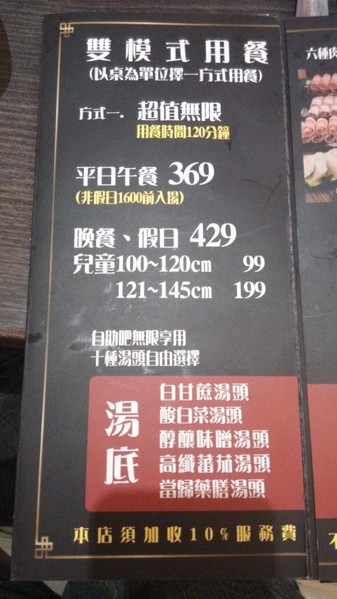 雙模式用餐
(以桌為單位擇一方式用餐)
方式一. 超值無限
用餐時間120分鐘
平日午餐 369
(非假日1600前入場)
晚餐、假日 429
兒童100~120cm 99
121~145cm 199
自助吧無限享用
十種湯頭自由選擇
湯底
白甘蔗湯頭
酸白菜湯頭
醇釀味噌湯頭
高纖蕃茄湯頭
當歸藥膳湯頭
本店須加收10%服務費
六種肉